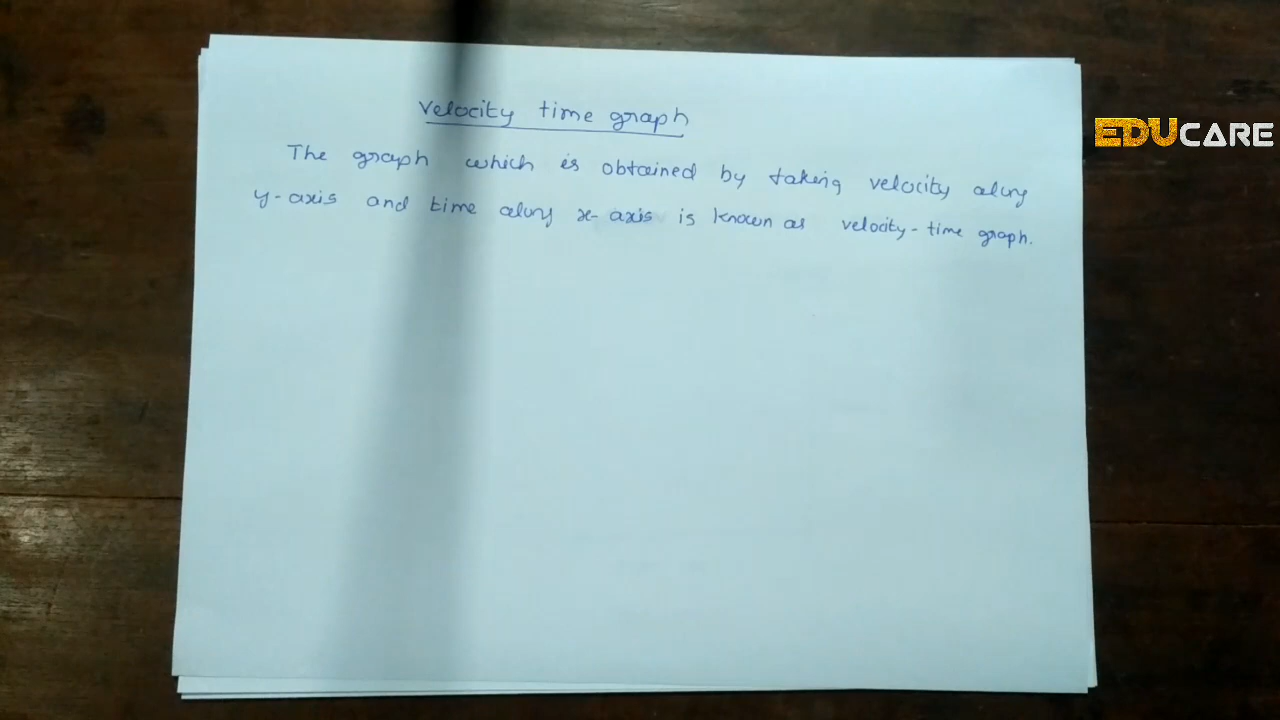 Velocity time graph
The graph which is obtained by taking velocity along
y-axis and time along x-axis is known as velocity-time graph.
EDUCARE